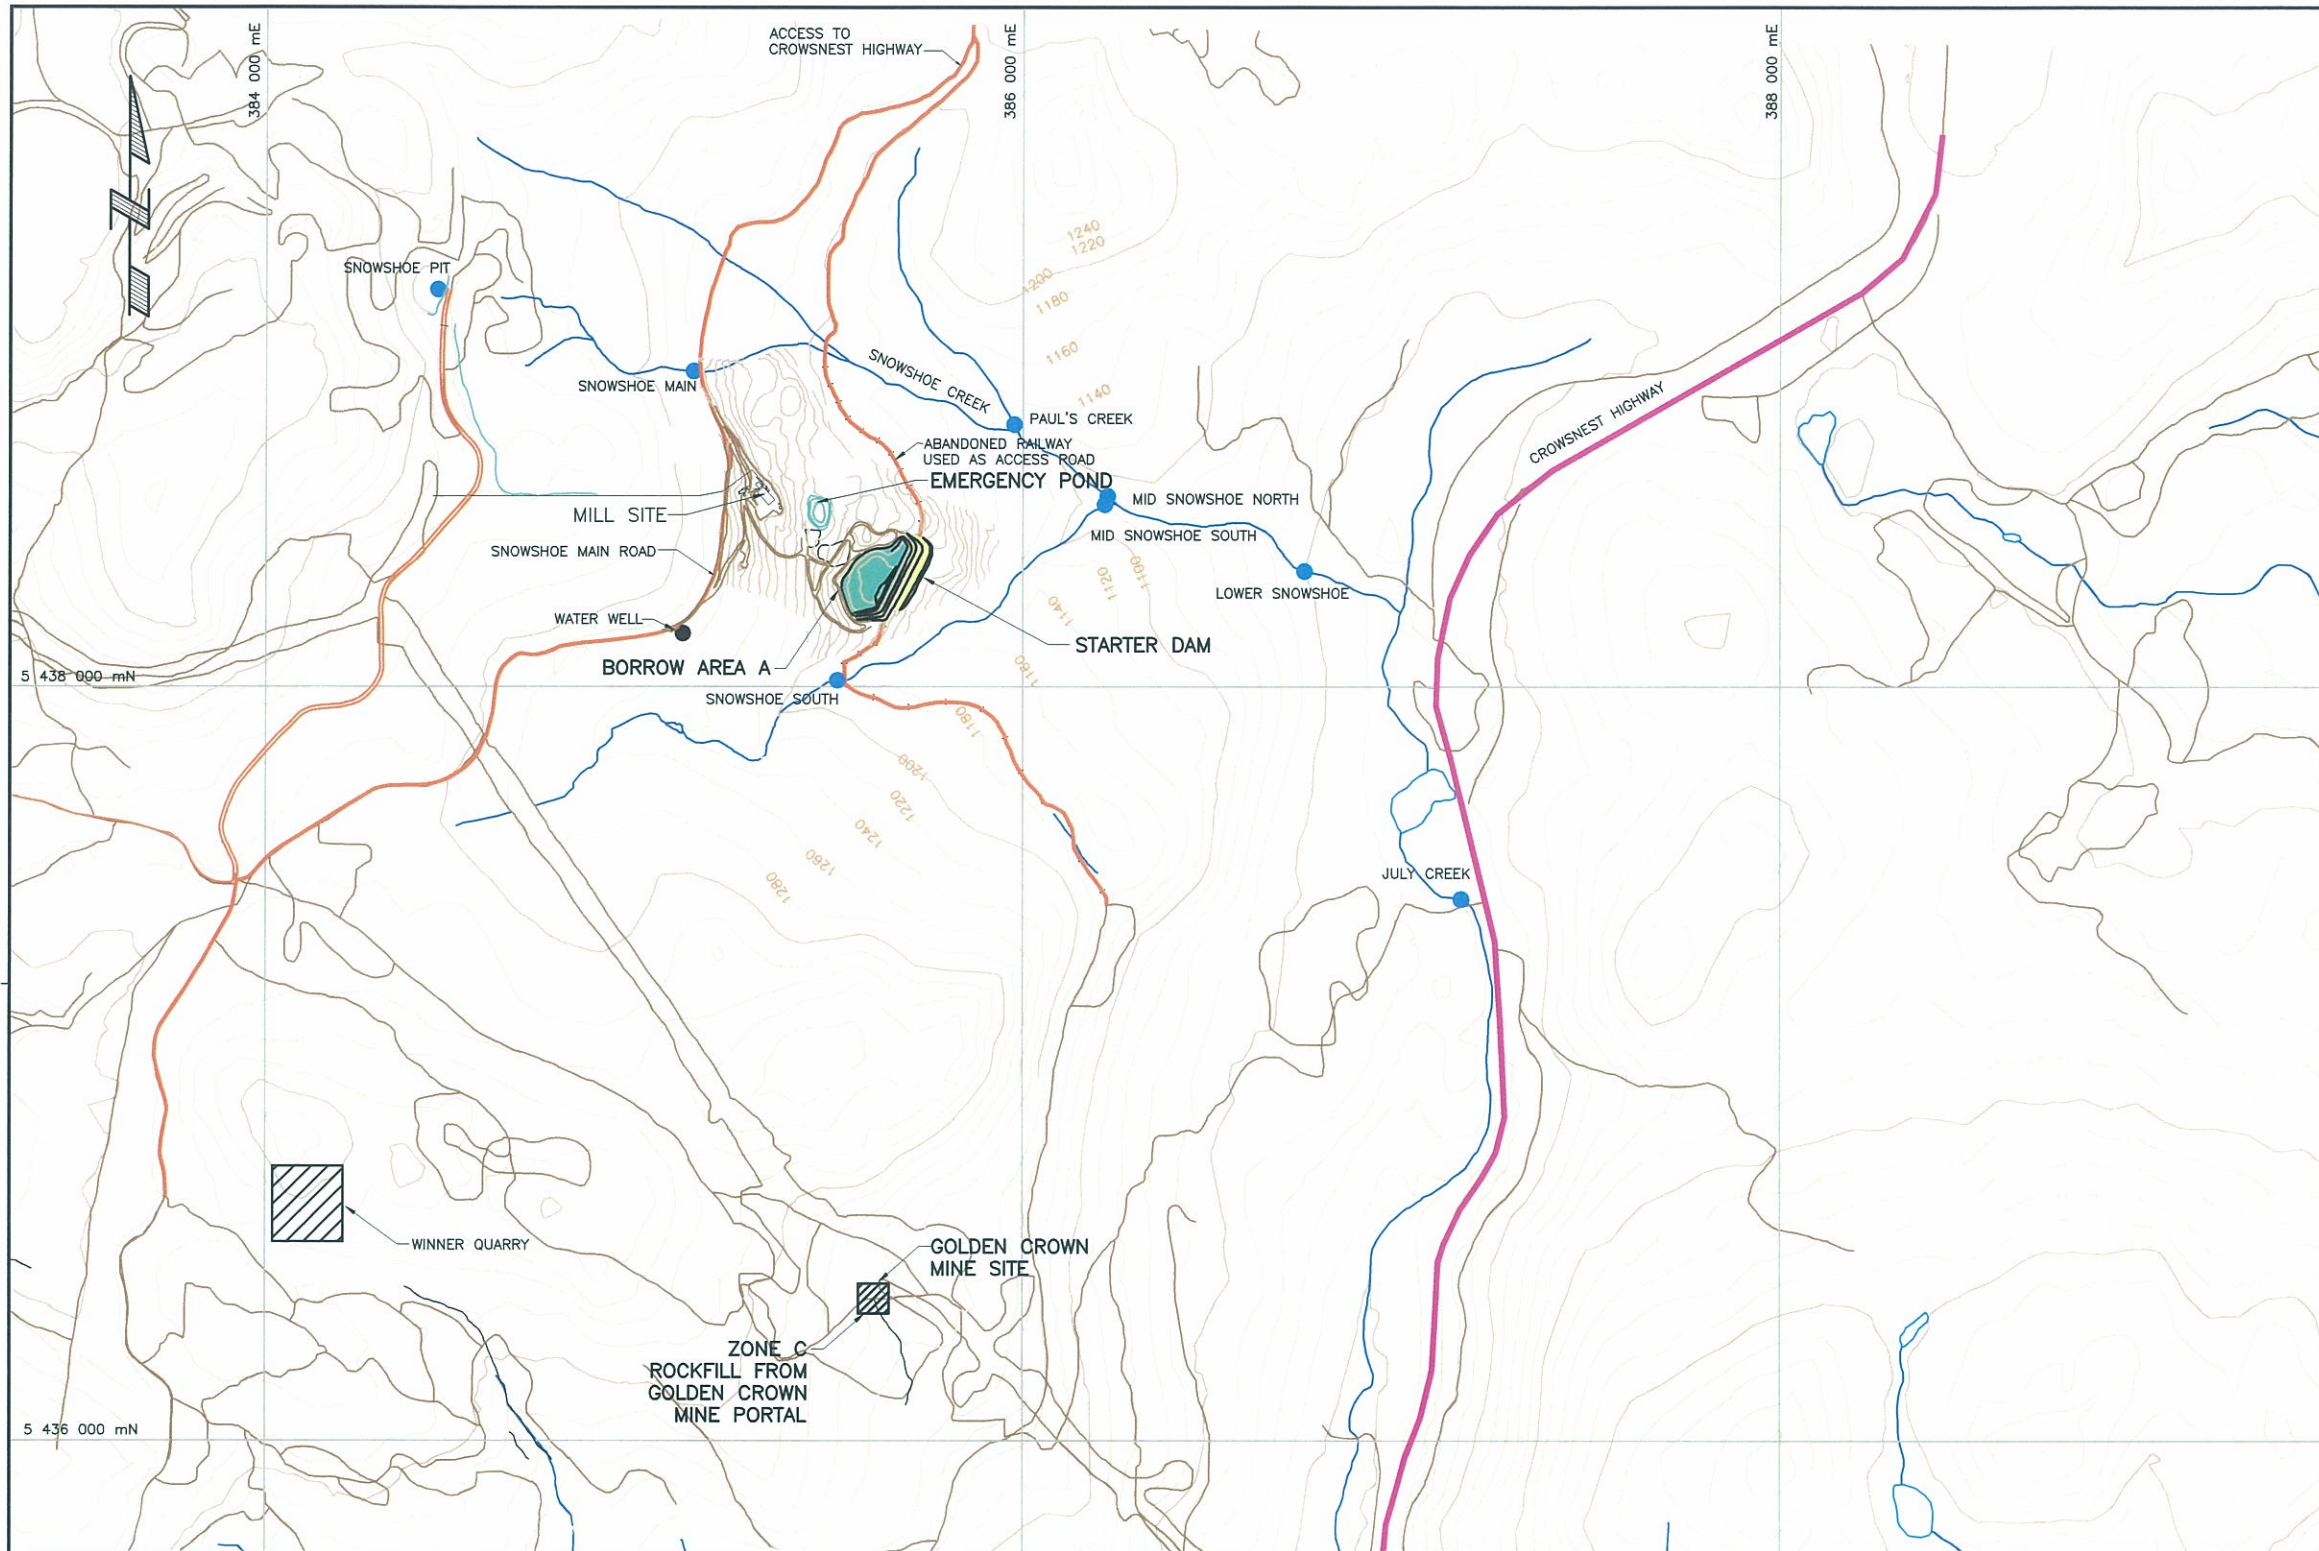 ACCESS TO
CROWSNEST HIGHWAY
384 000 mE
386 000 mE
388 000 mE
N
1240
1220
SNOWSHOE PIT
1200
1180
1160
SNOWSHOE CREEK
SNOWSHOE MAIN
1140
CROWSNEST HIGHWAY
PAUL'S CREEK
ABANDONED RAILWAY
USED AS ACCESS ROAD
EMERGENCY POND
MID SNOWSHOE NORTH
MILL SITE
MID SNOWSHOE SOUTH
SNOWSHOE MAIN ROAD
1120
1100
LOWER SNOWSHOE
1140
WATER WELL
STARTER DAM
BORROW AREA A
1160
5 438 000 mN
SNOWSHOE SOUTH
1180
1200
1220
1240
1260
1280
JULY CREEK
WINNER QUARRY
GOLDEN CROWN
MINE SITE
ZONE C
ROCKFILL FROM
GOLDEN CROWN
MINE PORTAL
5 436 000 mN